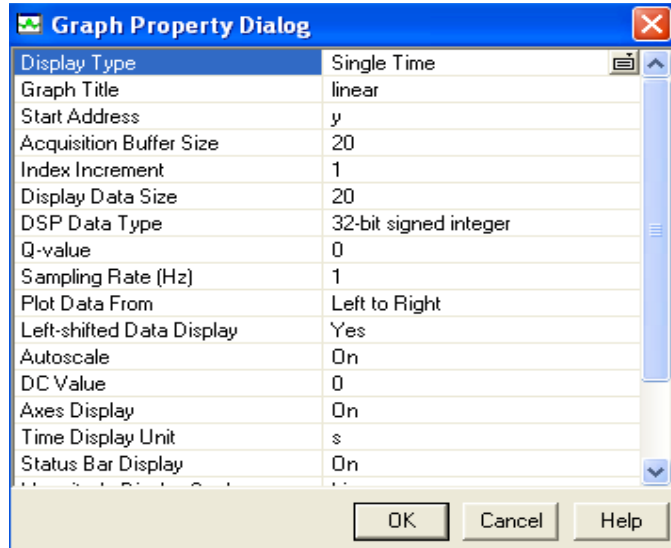 Graph Property Dialog
Display Type Single Time
Graph Title linear
Start Address y
Acquisition Buffer Size 20
Index Increment 1
Display Data Size 20
DSP Data Type 32-bit signed integer
Q-value 0
Sampling Rate (Hz) 1
Plot Data From Left to Right
Left-shifted Data Display Yes
Autoscale On
DC Value 0
Axes Display On
Time Display Unit s
Status Bar Display On
OK Cancel Help